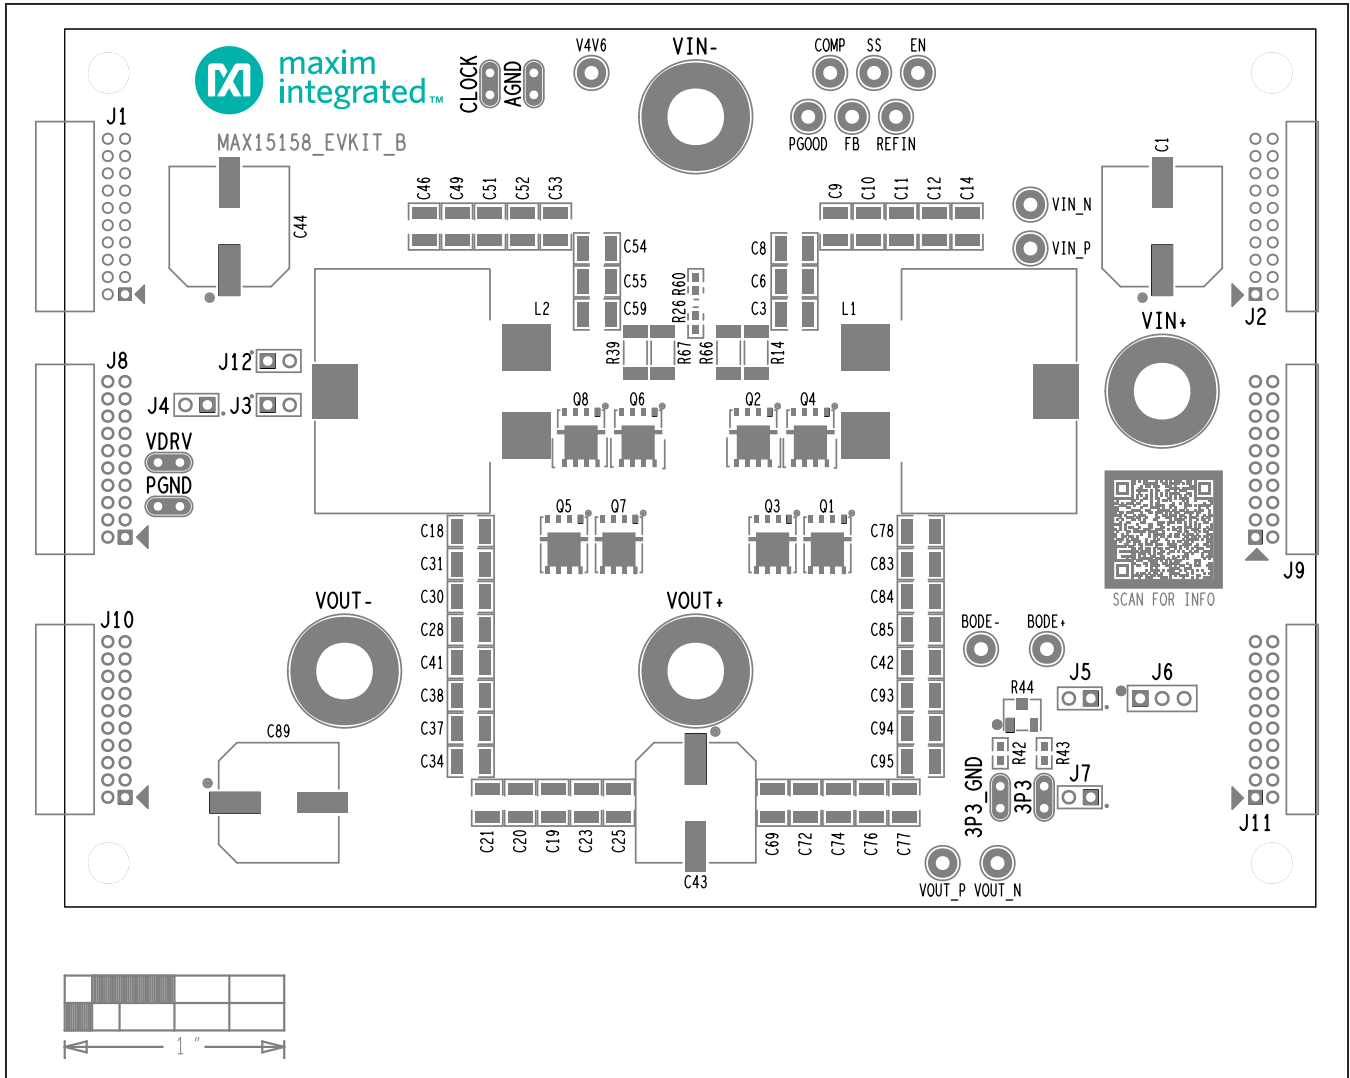 maxim
integrated™
MAX15158_EVKIT_B
CLOCK
AGND
V4V6
VIN-
COMP
SS
EN
PGOOD
FB
REFIN
J1
C44
C46
C49
C51
C52
C53
C9
C10
C11
C12
C14
VIN_N
VIN_P
C1
J2
C54
C55
C59
C8
C6
C3
R60
R26
L2
L1
VIN+
R39
R67
R66
R14
J8
J12
J4
J3
VDRV
PGND
Q8
Q6
Q2
Q4
Q5
Q7
Q3
Q1
J9
SCAN FOR INFO
C18
C31
C30
C28
C41
C38
C37
C34
C78
C83
C84
C85
C42
C93
C94
C95
J10
VOUT-
VOUT+
BODE-
BODE+
J5
J6
R44
R42
R43
3P3_GND
3P3
J7
J11
C89
C21
C20
C19
C23
C25
C43
C69
C72
C74
C76
C77
VOUT_P
VOUT_N
1 "